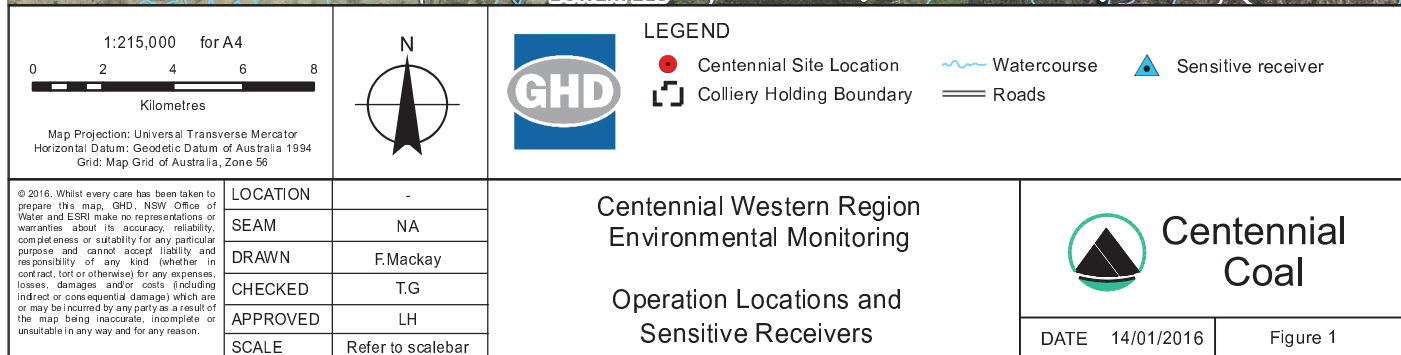 1:215,000 for A4
0 2 4 6 8
Kilometres
Map Projection: Universal Transverse Mercator
Horizontal Datum: Geodetic Datum of Australia 1994
Grid: Map Grid of Australia, Zone 56
N
GHD
LEGEND
Centennial Site Location
Watercourse
Sensitive receiver
Colliery Holding Boundary
Roads
© 2016. Whilst every care has been taken to
prepare this map, GHD, NSW Office of
Water and ESRI make no representations or
warranties about its accuracy, reliability,
completeness or suitability for any particular
purpose and cannot accept liability and
responsibility of any kind (whether in
contract, tort or otherwise) for any expenses,
losses, damages and/or costs (including
indirect or consequential damage) which are
or may be incurred by any party as a result of
the map being inaccurate, incomplete or
unsuitable in any way and for any reason.
LOCATION -
SEAM NA
DRAWN F.Mackay
CHECKED T.G
APPROVED LH
SCALE Refer to scalebar
Centennial Western Region
Environmental Monitoring
Operation Locations and
Sensitive Receivers
Centennial
Coal
DATE 14/01/2016 Figure 1